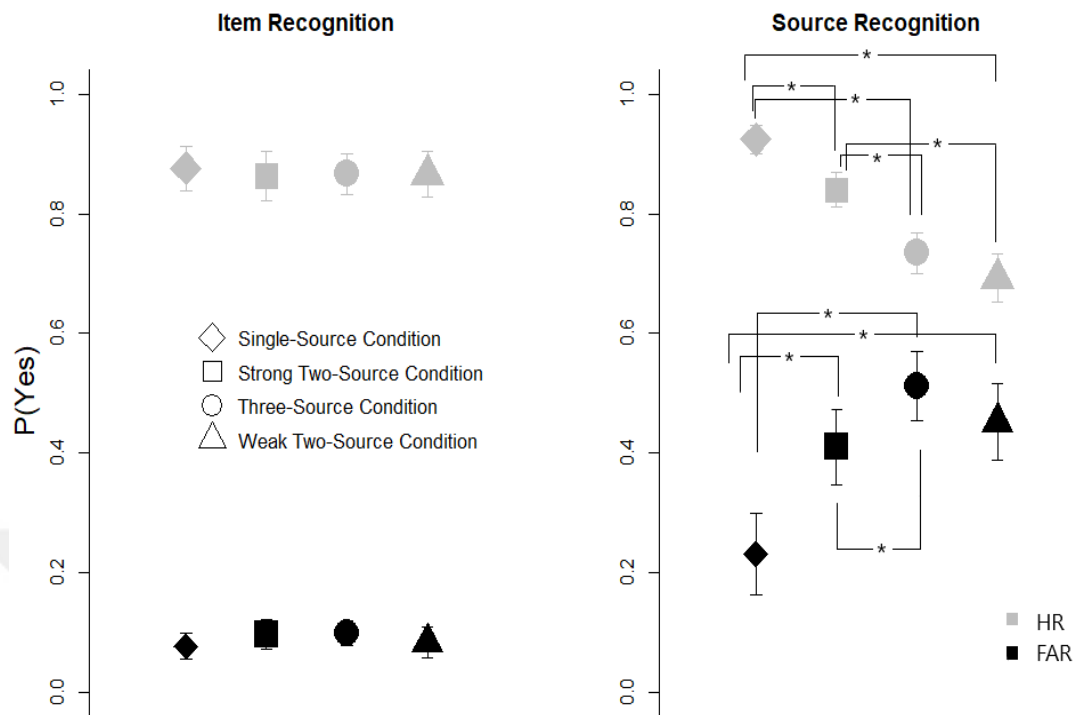 Item Recognition
Source Recognition
P(Yes)
1.0
0.8
0.6
0.4
0.2
0.0
Single-Source Condition
Strong Two-Source Condition
Three-Source Condition
Weak Two-Source Condition
1.0
0.8
0.6
0.4
0.2
0.0
*
*
*
*
*
*
*
*
*
HR
FAR